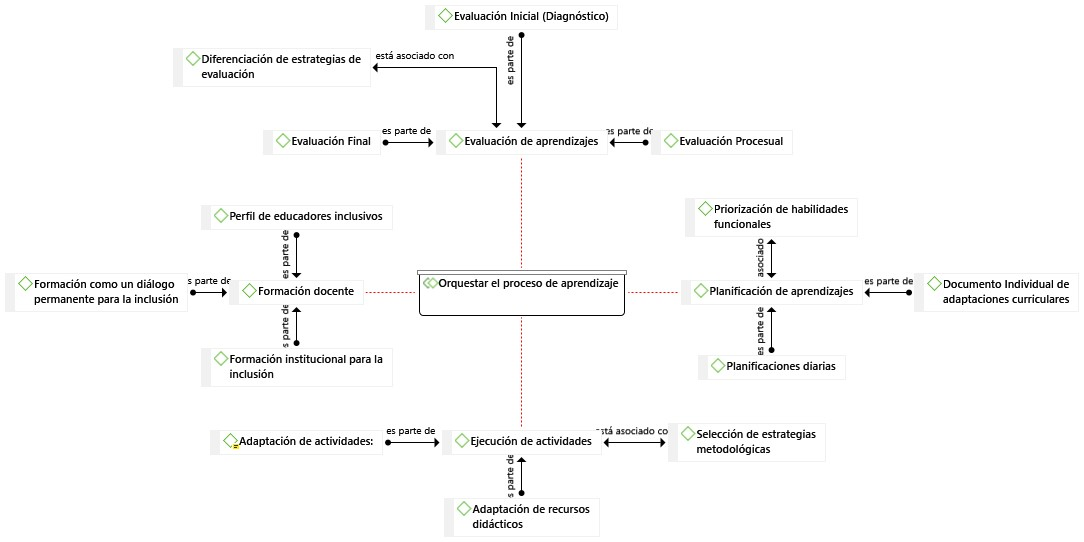 Evaluación Inicial (Diagnóstico)
es parte de
está asociado con
Diferenciación de estrategias de
evaluación
Evaluación Final
es parte de
Evaluación de aprendizajes
es parte de
Evaluación Procesual
Perfil de educadores inclusivos
es parte de
Formación como un diálogo
permanente para la inclusión
es parte de
Formación docente
es parte de
Formación institucional para la
inclusión
Orquestar el proceso de aprendizaje
Priorización de habilidades
funcionales
asociado
Planificación de aprendizajes
es parte de
Documento Individual de
adaptaciones curriculares
es parte de
Planificaciones diarias
Adaptación de actividades:
es parte de
Ejecución de actividades
stá asociado co
Selección de estrategias
metodológicas
s parte de
Adaptación de recursos
didácticos